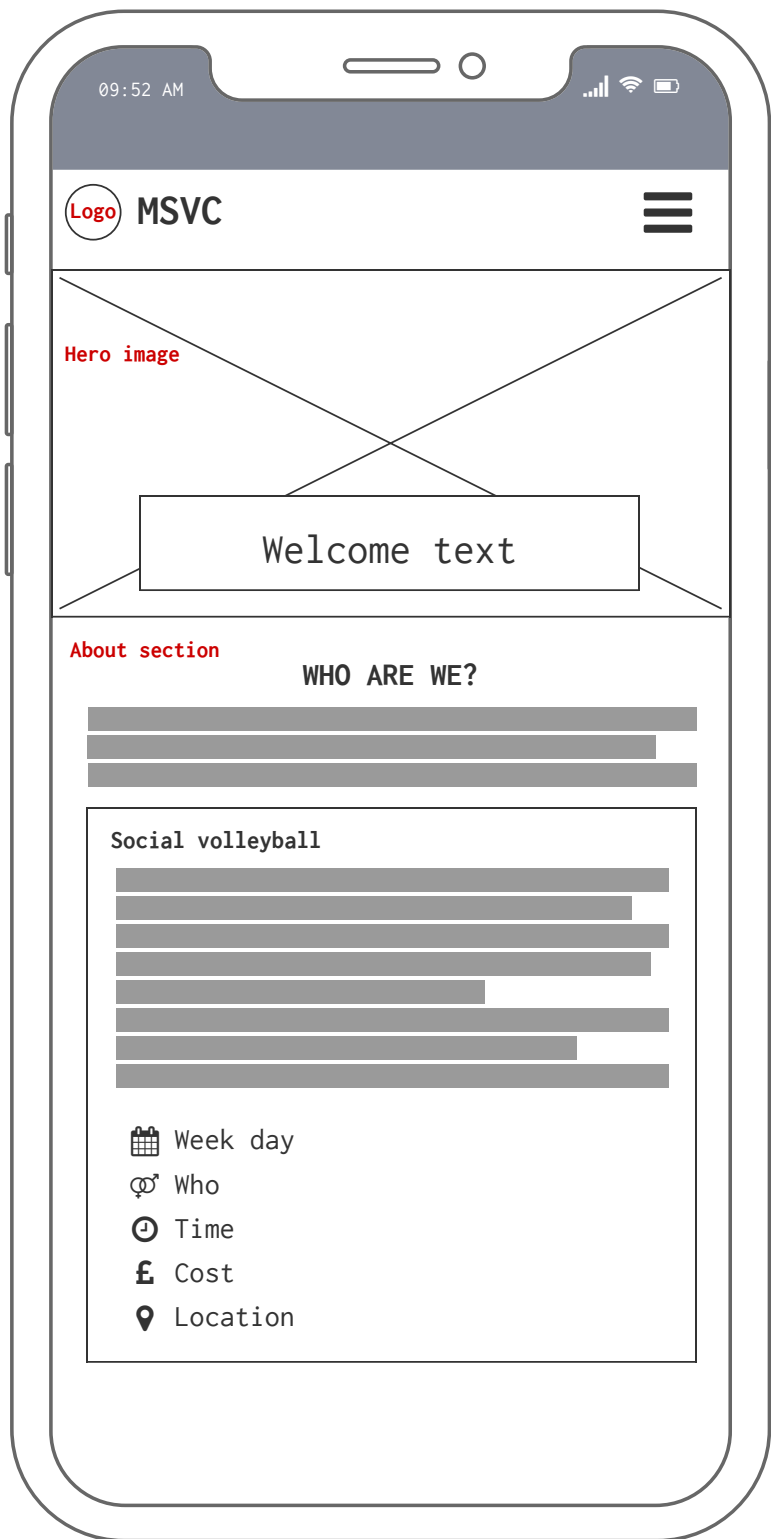 09:52 AM
Logo MSVC
Hero image
Welcome text
About section
WHO ARE WE?
Social volleyball
Week day
Who
Time
£ Cost
Location